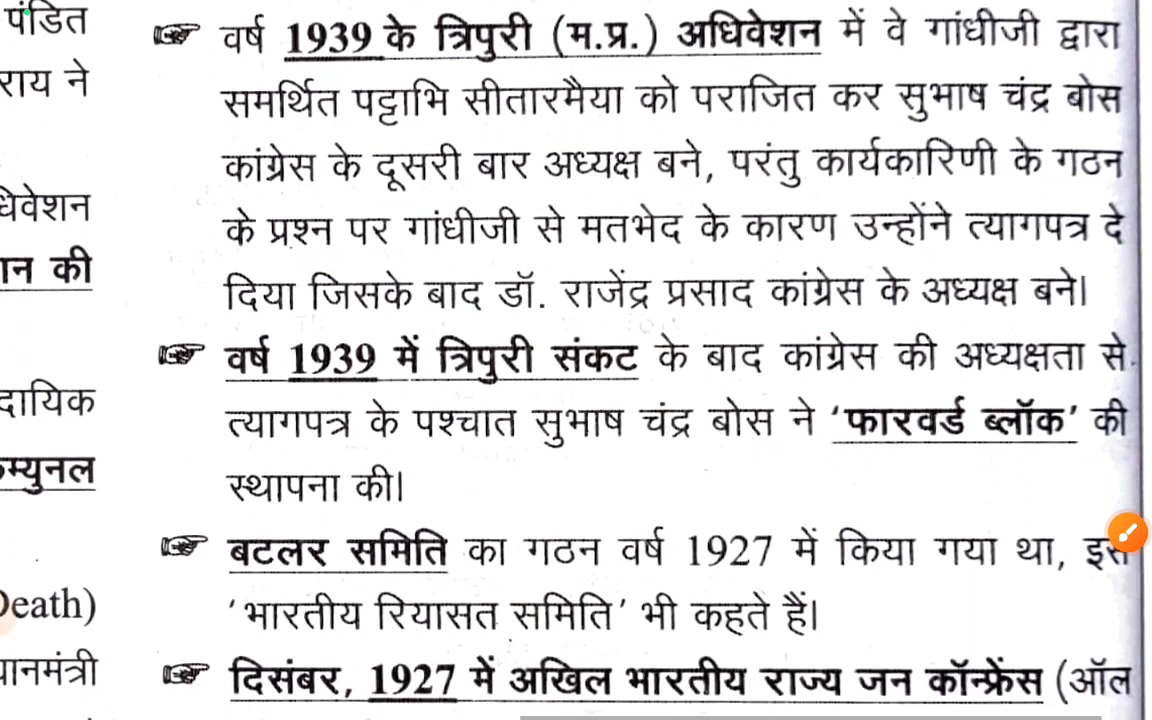 पंडित
राय ने
धिवेशन
ान की
दायिक
म्युनल
Death)
ानमंत्री
वर्ष 1939 के त्रिपुरी (म.प्र.) अधिवेशन में वे गांधीजी द्वारा
समर्थित पट्टाभि सीतारमैया को पराजित कर सुभाष चंद्र बोस
कांग्रेस के दूसरी बार अध्यक्ष बने, परंतु कार्यकारिणी के गठन
के प्रश्न पर गांधीजी से मतभेद के कारण उन्होंने त्यागपत्र दे
दिया जिसके बाद डॉ. राजेंद्र प्रसाद कांग्रेस के अध्यक्ष बने।
वर्ष 1939 में त्रिपुरी संकट के बाद कांग्रेस की अध्यक्षता से
त्यागपत्र के पश्चात सुभाष चंद्र बोस ने ‘फारवर्ड ब्लॉक’ की
स्थापना की।
बटलर समिति का गठन वर्ष 1927 में किया गया था, इसे
‘भारतीय रियासत समिति’ भी कहते हैं।
दिसंबर, 1927 में अखिल भारतीय राज्य जन कॉन्फ्रेंस (ऑल